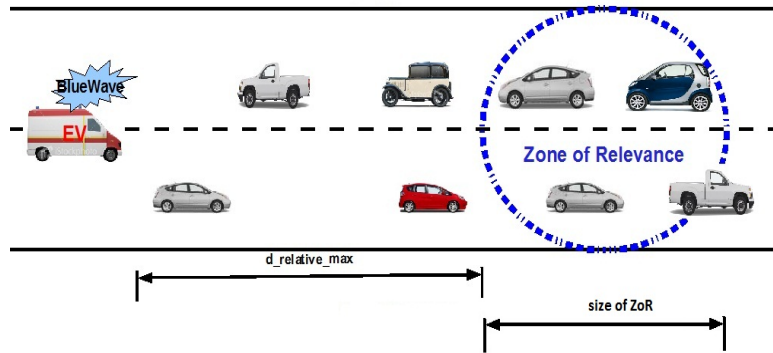 BlueWave
EV
Zone of Relevance
d_relative_max
size of ZoR